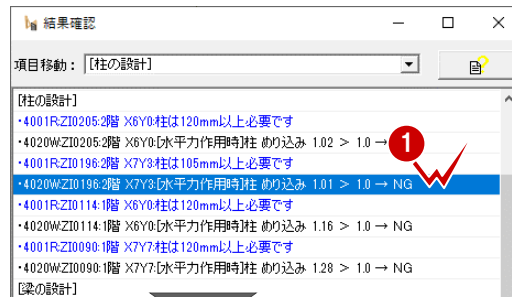 結果確認
項目移動： [柱の設計]
[柱の設計]
・4001R:ZI0205:2階 X6Y0:柱は120mm以上必要です
・4020W:ZI0205:2階 X6Y0:[水平力作用時]柱 めり込み 1.02 > 1.0 →
・4001R:ZI0196:2階 X7Y3:柱は105mm以上必要です
1
・4020W:ZI0196:2階 X7Y3:[水平力作用時]柱 めり込み 1.01 > 1.0 → NG
・4001R:ZI0114:1階 X6Y0:柱は120mm以上必要です
・4020W:ZI0114:1階 X6Y0:[水平力作用時]柱 めり込み 1.16 > 1.0 → NG
・4001R:ZI0090:1階 X7Y7:柱は120mm以上必要です
・4020W:ZI0090:1階 X7Y7:[水平力作用時]柱 めり込み 1.28 > 1.0 → NG
[梁の設計]